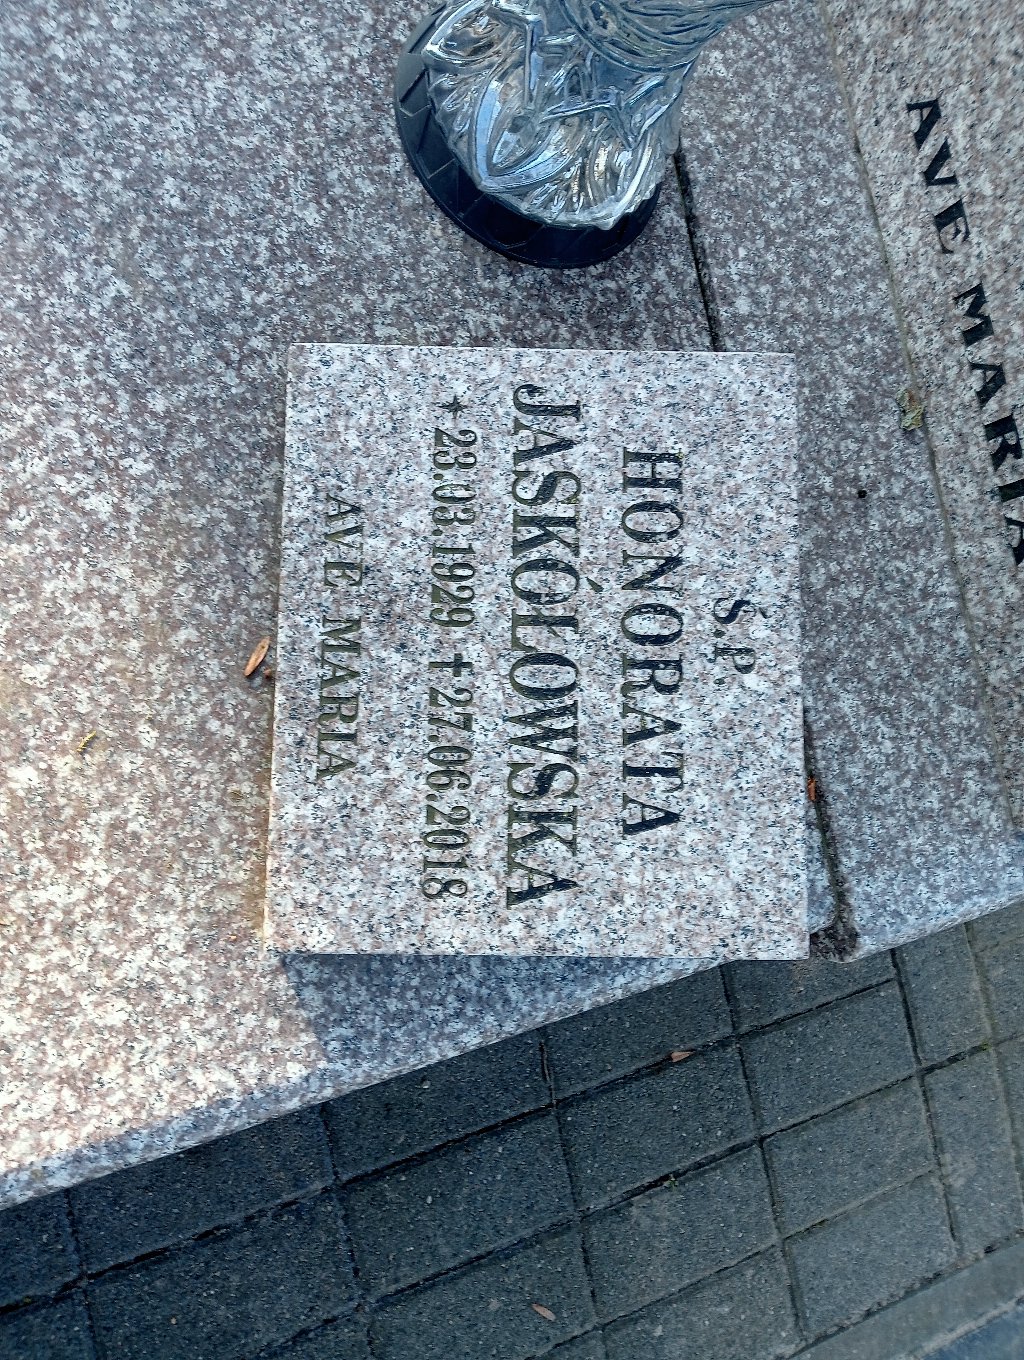 Ś.P.
HONORATA
JASKÓŁOWSKA
✶ 23.03.1929 ✝ 27.06.2018
AVE MARIA
AVE MARIA